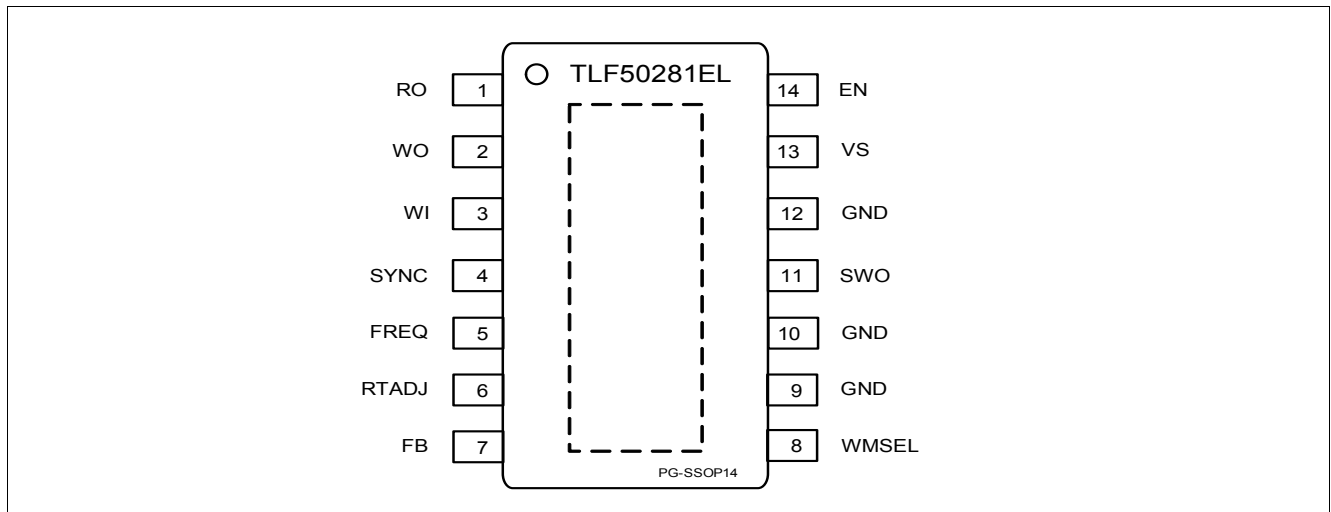 TLF50281EL
RO 1 14 EN
WO 2 13 VS
WI 3 12 GND
SYNC 4 11 SWO
FREQ 5 10 GND
RTADJ 6 9 GND
FB 7 8 WMSEL
PG-SSOP14